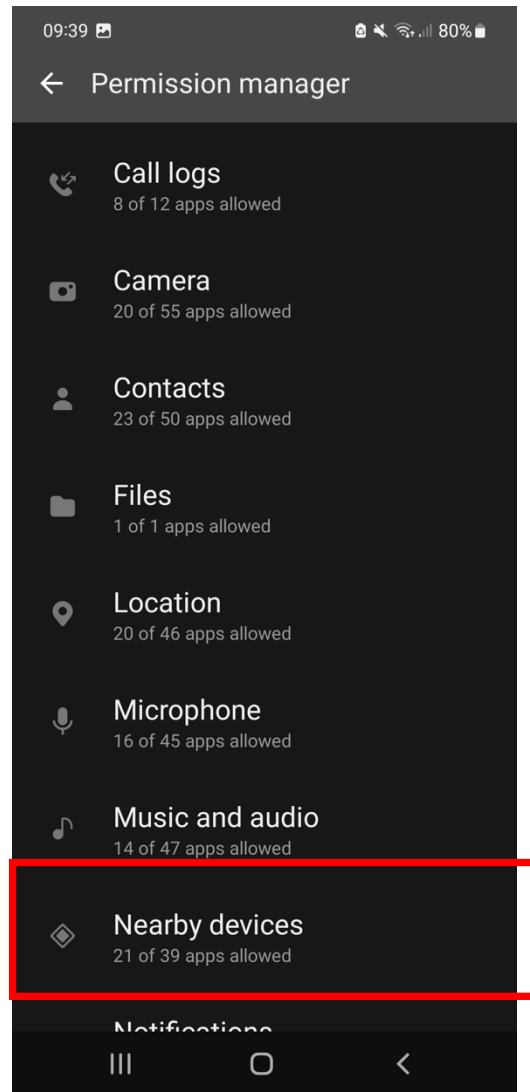 09:39 80%
Permission manager
Call logs
8 of 12 apps allowed
Camera
20 of 55 apps allowed
Contacts
23 of 50 apps allowed
Files
1 of 1 apps allowed
Location
20 of 46 apps allowed
Microphone
16 of 45 apps allowed
Music and audio
14 of 47 apps allowed
Nearby devices
21 of 39 apps allowed
Notifications